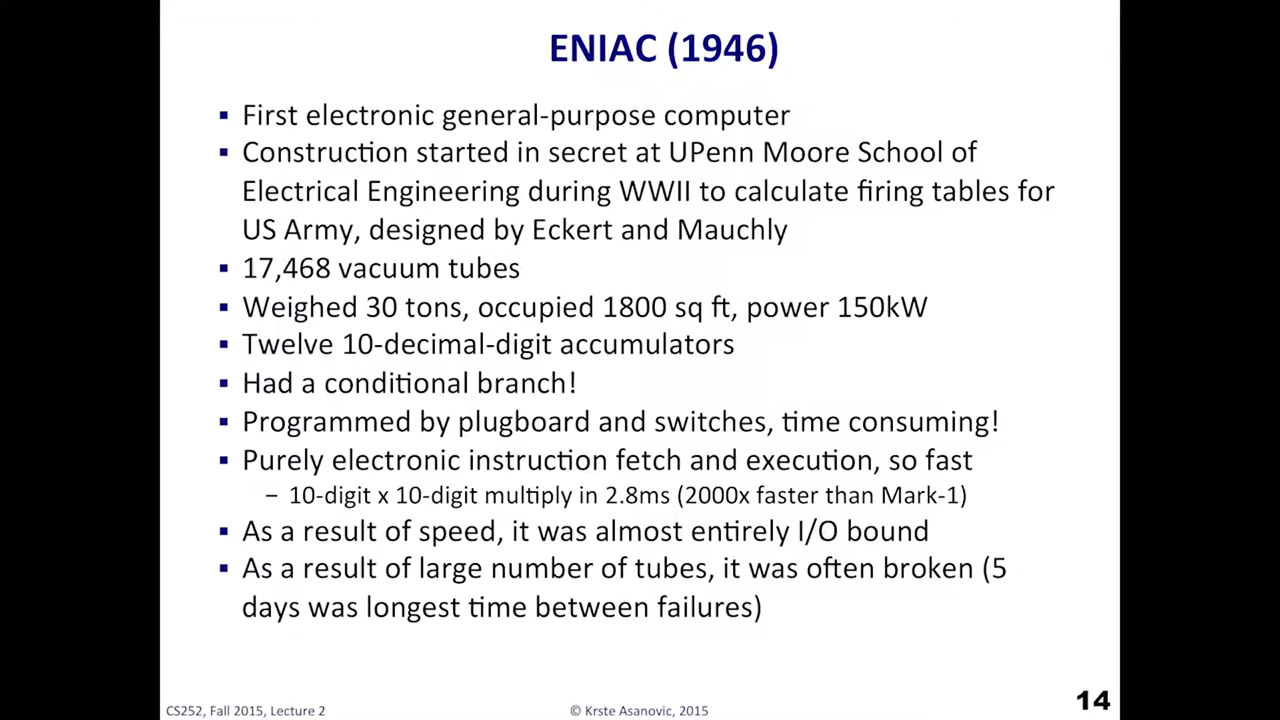 ENIAC (1946)
▪ First electronic general-purpose computer
▪ Construction started in secret at UPenn Moore School of
Electrical Engineering during WWII to calculate firing tables for
US Army, designed by Eckert and Mauchly
▪ 17,468 vacuum tubes
▪ Weighed 30 tons, occupied 1800 sq ft, power 150kW
▪ Twelve 10-decimal-digit accumulators
▪ Had a conditional branch!
▪ Programmed by plugboard and switches, time consuming!
▪ Purely electronic instruction fetch and execution, so fast
– 10-digit x 10-digit multiply in 2.8ms (2000x faster than Mark-1)
▪ As a result of speed, it was almost entirely I/O bound
▪ As a result of large number of tubes, it was often broken (5
days was longest time between failures)
CS252, Fall 2015, Lecture 2
© Krste Asanovic, 2015
14